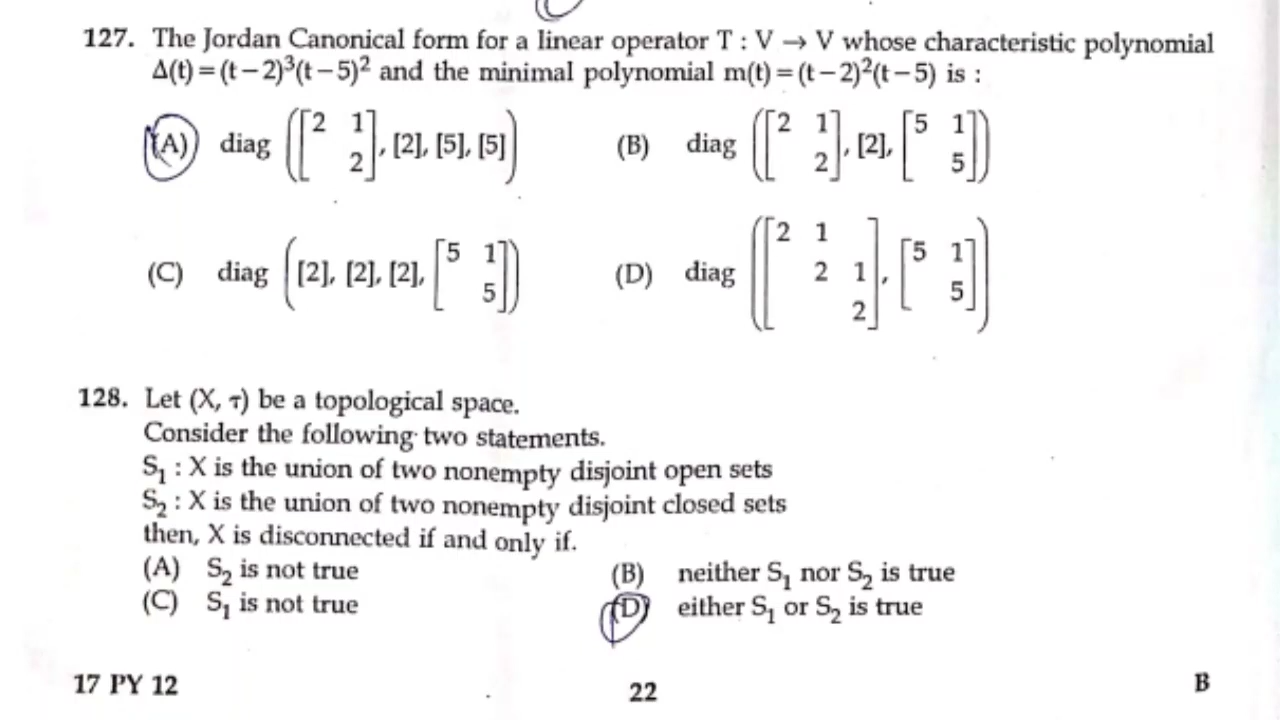 127. The Jordan Canonical form for a linear operator T : V → V whose characteristic polynomial
Δ(t) = (t − 2)³(t − 5)² and the minimal polynomial m(t) = (t − 2)²(t − 5) is :
(A) diag ([2 1; 2], [2], [5], [5]) (B) diag ([2 1; 2], [2], [5 1; 5])
(C) diag ([2], [2], [2], [5 1; 5]) (D) diag ([2 1; 2 1; 2], [5 1; 5])
128. Let (X, τ) be a topological space.
Consider the following two statements.
S₁ : X is the union of two nonempty disjoint open sets
S₂ : X is the union of two nonempty disjoint closed sets
then, X is disconnected if and only if.
(A) S₂ is not true (B) neither S₁ nor S₂ is true
(C) S₁ is not true (D) either S₁ or S₂ is true
17 PY 12 22 B